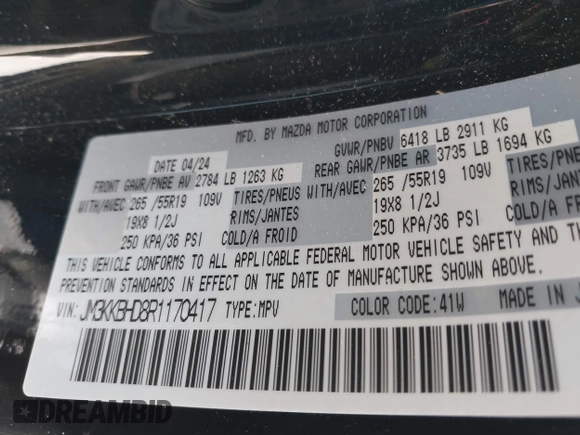 MFD. BY MAZDA MOTOR CORPORATION
DATE 04/24 GVWR/PNBV 6418 LB 2911 KG
FRONT GAWR/PNBE AV 2784 LB 1263 KG REAR GAWR/PNBE AR 3735 LB 1694 KG
WITH/AVEC 265 /55R19 109V TIRES/PNEUS WITH/AVEC 265 /55R19 109V TIRES/PNE
19X8 1/2J RIMS/JANTES 19X8 1/2J RIMS/JANTE
250 KPA/36 PSI COLD/A FROID 250 KPA/36 PSI COLD/A FR
THIS VEHICLE CONFORMS TO ALL APPLICABLE FEDERAL MOTOR VEHICLE SAFETY AND THE
PREVENTION STANDARDS IN EFFECT ON THE DATE OF MANUFACTURE SHOWN ABOVE.
VIN: JM3KKBHD8R1170417 TYPE:MPV COLOR CODE:41W MADE IN
DREAMBID